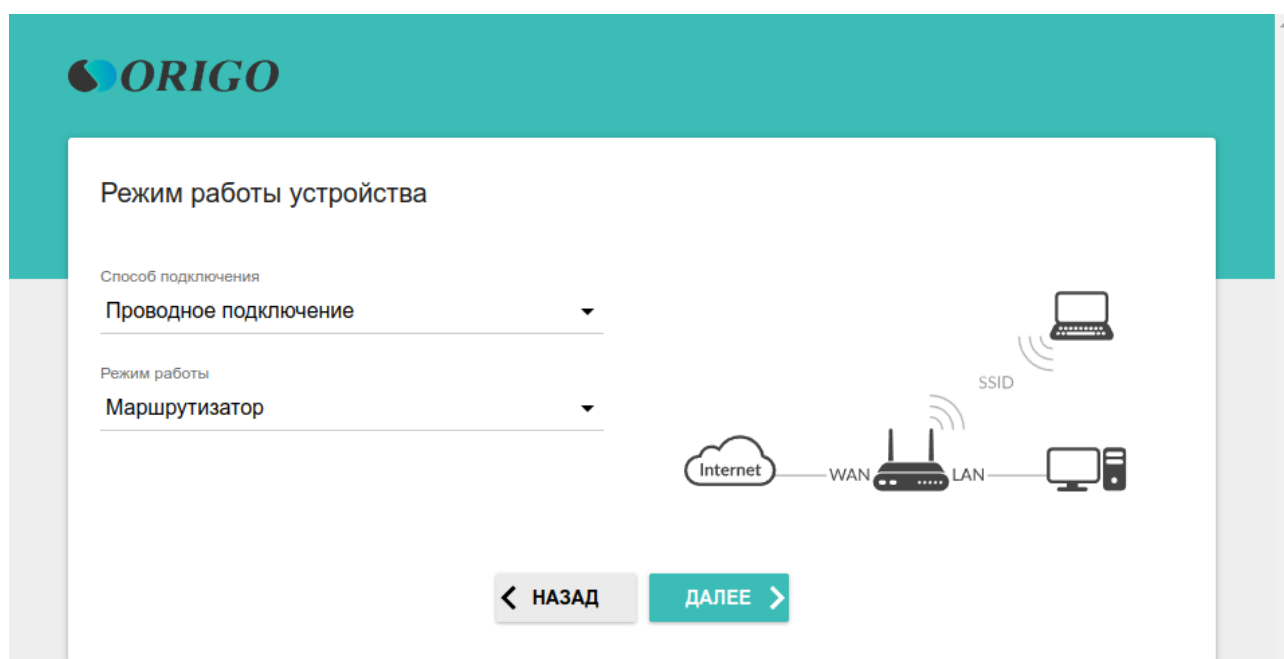 ORIGO
Режим работы устройства
Способ подключения
Проводное подключение
Режим работы
Маршрутизатор
SSID
Internet
WAN
LAN
НАЗАД
ДАЛЕЕ